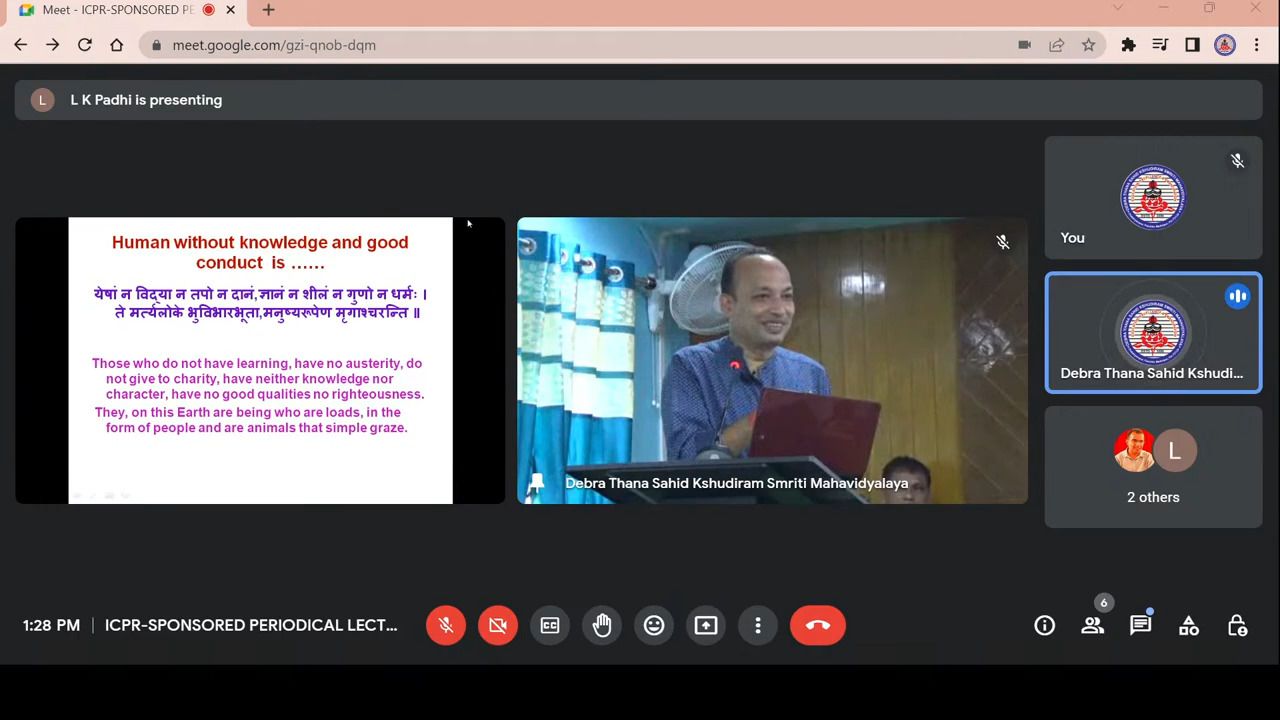 Meet - ICPR-SPONSORED PE
meet.google.com/gzi-qnob-dqm
L
L K Padhi is presenting
Human without knowledge and good
conduct is ......
येषां न विद्या न तपो न दानं,ज्ञानं न शीलं न गुणो न धर्मः ।
ते मर्त्यलोके भुविभारभूता,मनुष्यरूपेण मृगाश्चरन्ति ॥
Those who do not have learning, have no austerity, do
not give to charity, have neither knowledge nor
character, have no good qualities no righteousness.
They, on this Earth are being who are loads, in the
form of people and are animals that simple graze.
Debra Thana Sahid Kshudiram Smriti Mahavidyalaya
You
Debra Thana Sahid Kshudi...
L
2 others
1:28 PM | ICPR-SPONSORED PERIODICAL LECT...
6